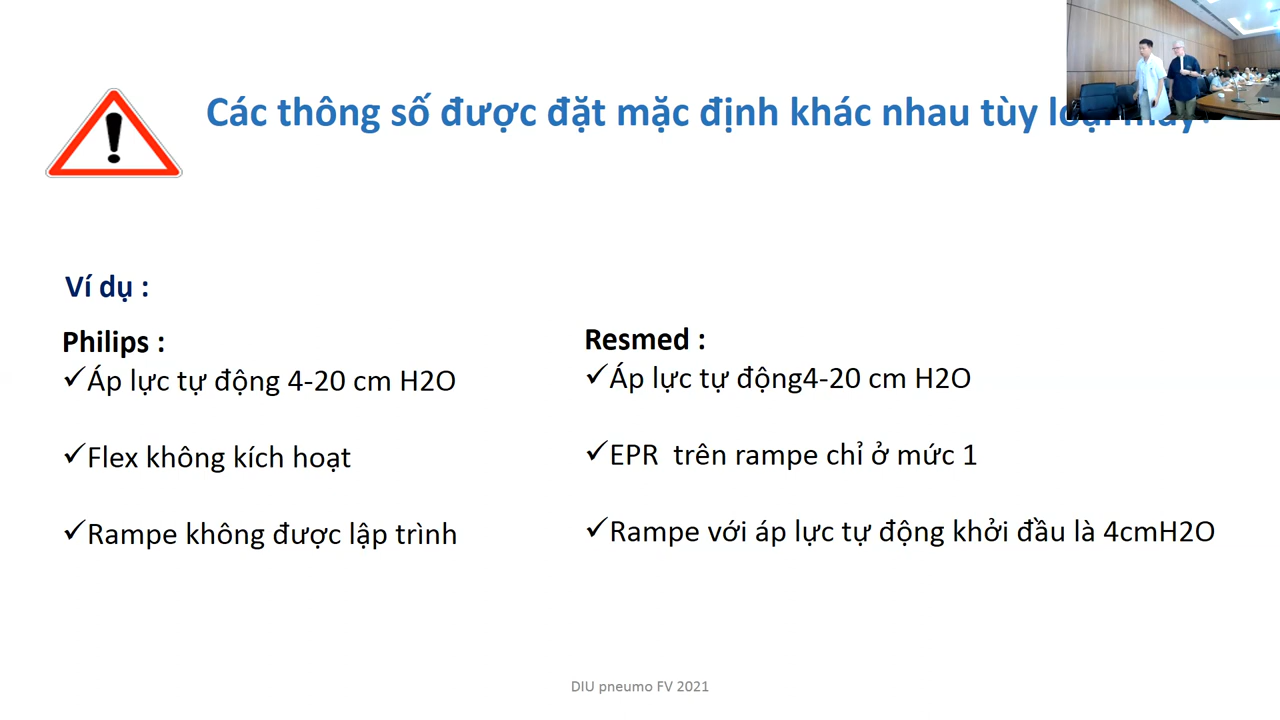 Các thông số được đặt mặc định khác nhau tùy
Ví dụ :
Philips :
✓Áp lực tự động 4-20 cm H2O
✓Flex không kích hoạt
✓Rampe không được lập trình
Resmed :
✓Áp lực tự động4-20 cm H2O
✓EPR  trên rampe chỉ ở mức 1
✓Rampe với áp lực tự động khởi đầu là 4cmH2O
DIU pneumo FV 2021